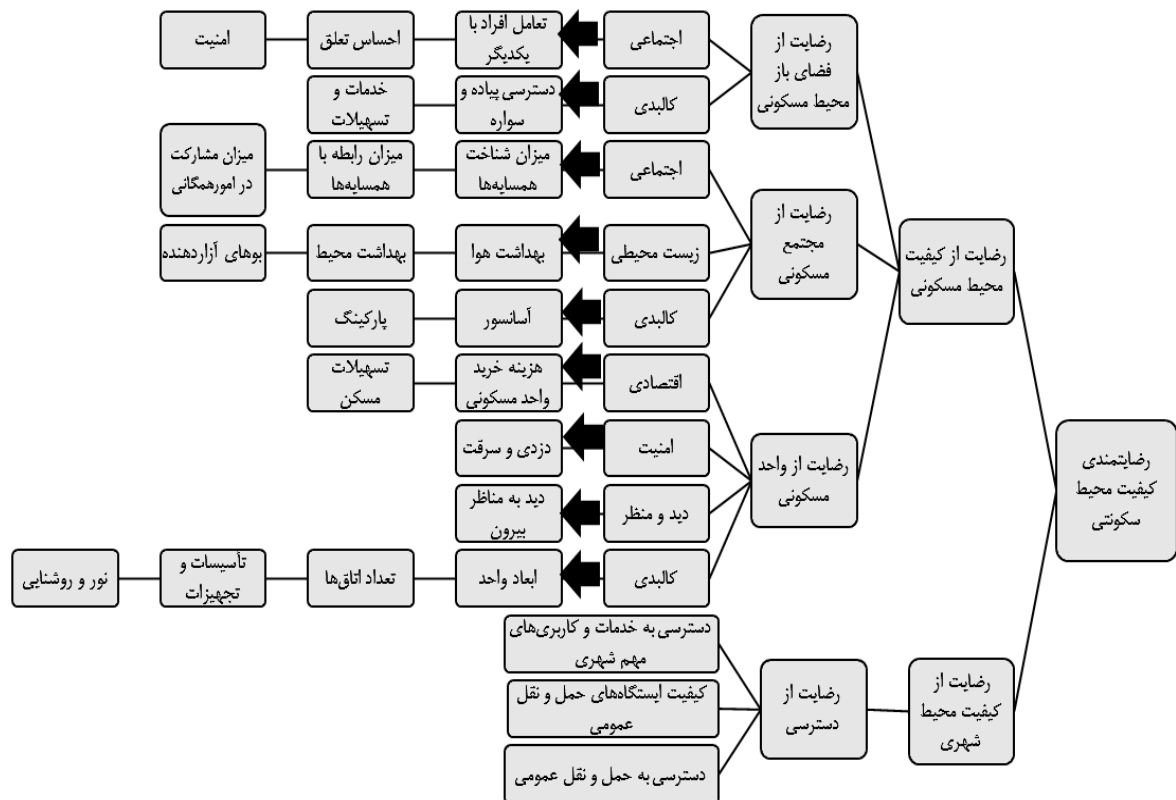 رضایتمندی
کیفیت محیط
سکونتی
رضایت از کیفیت
محیط مسکونی
رضایت از
فضای باز
محیط مسکونی
اجتماعی
تعامل افراد با
یکدیگر
احساس تعلق
امنیت
کالبدی
دسترسی پیاده و
سواره
خدمات و
تسهیلات
رضایت از
مجتمع
مسکونی
اجتماعی
میزان شناخت
همسایه‌ها
میزان رابطه با
همسایه‌ها
میزان مشارکت
در امورهمگانی
زیست محیطی
بهداشت هوا
بهداشت محیط
بوهای آزاردهنده
کالبدی
آسانسور
پارکینگ
رضایت از واحد
مسکونی
اقتصادی
هزینه خرید
واحد مسکونی
تسهیلات
مسکن
امنیت
دزدی و سرقت
دید و منظر
دید به مناظر
بیرون
کالبدی
ابعاد واحد
تعداد اتاق‌ها
تأسیسات و
تجهیزات
نور و روشنایی
رضایت از
کیفیت محیط
شهری
رضایت از
دسترسی
دسترسی به خدمات و کاربری‌های
مهم شهری
کیفیت ایستگاه‌های حمل و نقل
عمومی
دسترسی به حمل و نقل عمومی